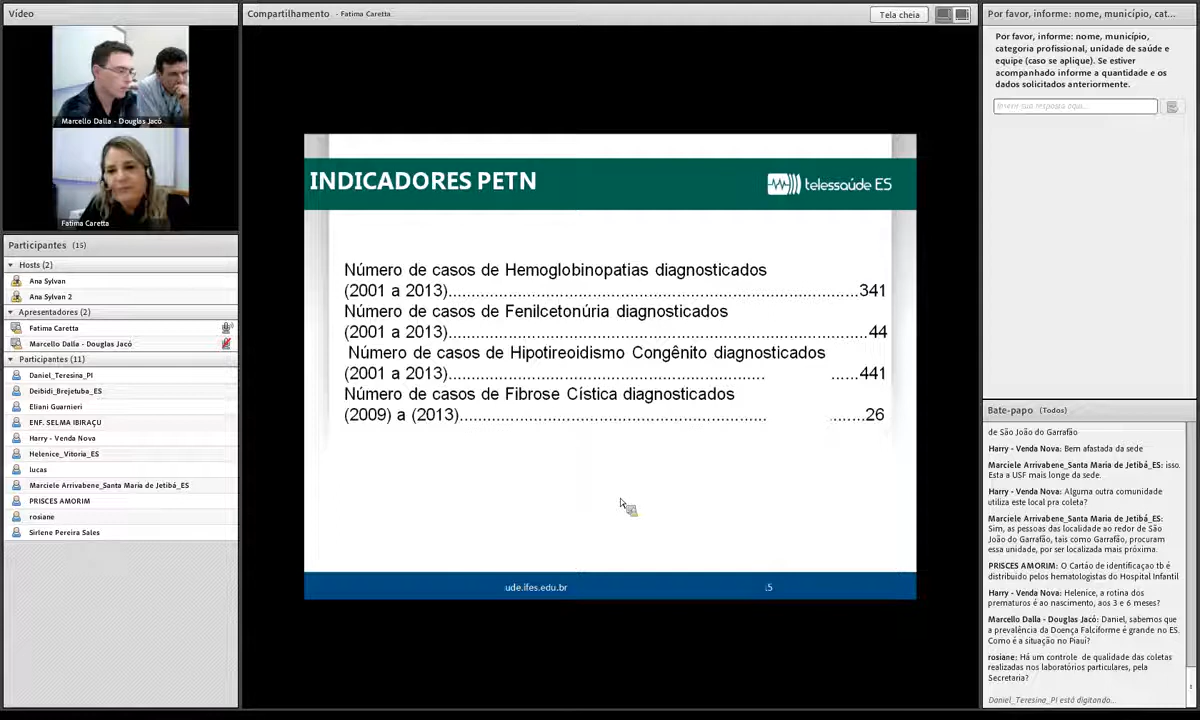 Vídeo
Marcello Dalla - Douglas Jacó
Fatima Caretta
Participantes (15)
Hosts (2)
Ana Sylvan
Ana Sylvan 2
Apresentadores (2)
Fatima Caretta
Marcello Dalla - Douglas Jacó
Participantes (11)
Daniel_Teresina_PI
Deibidi_Brejetuba_ES
Eliani Guarnieri
ENF. SELMA IBIRAÇU
Harry - Venda Nova
Helenice_Vitoria_ES
lucas
Marciele Arrivabene_Santa Maria de Jetibá_ES
PRISCES AMORIM
rosiane
Sirlene Pereira Sales
Compartilhamento - Fatima Caretta
Tela cheia
INDICADORES PETN
telessaúde ES
Número de casos de Hemoglobinopatias diagnosticados
(2001 a 2013)....................................................................................341
Número de casos de Fenilcetonúria diagnosticados
(2001 a 2013)......................................................................................44
Número de casos de Hipotireoidismo Congênito diagnosticados
(2001 a 2013)................................................................. ......441
Número de casos de Fibrose Cística diagnosticados
(2009) a (2013)............................................................... ........26
ude.ifes.edu.br
:5
Por favor, informe: nome, município, cat...
Por favor, informe: nome, município,
categoria profissional, unidade de saúde e
equipe (caso se aplique). Se estiver
acompanhado informe a quantidade e os
dados solicitados anteriormente.
Inserir sua resposta aqui...
Bate-papo (Todos)
de São João do Garrafão
Harry - Venda Nova: Bem afastada da sede
Marciele Arrivabene_Santa Maria de Jetibá_ES: isso.
Esta a USF mais longe da sede.
Harry - Venda Nova: Alguma outra comunidade
utiliza este local pra coleta?
Marciele Arrivabene_Santa Maria de Jetibá_ES:
Sim, as pessoas das localidade ao redor de São
João do Garrafão, tais como Garrafão, procuram
essa unidade, por ser localizada mais próxima.
PRISCES AMORIM: O Cartão de identificaçao tb é
distribuido pelos hematologistas do Hospital Infantil
Harry - Venda Nova: Helenice, a rotina dos
prematuros é ao nascimento, aos 3 e 6 meses?
Marcello Dalla - Douglas Jacó: Daniel, sabemos que
a prevalência da Doença Falciforme é grande no ES.
Como é a situação no Piauí?
rosiane: Há um controle de qualidade das coletas
realizadas nos laboratórios particulares, pela
Secretaria?
Daniel_Teresina_PI está digitando...